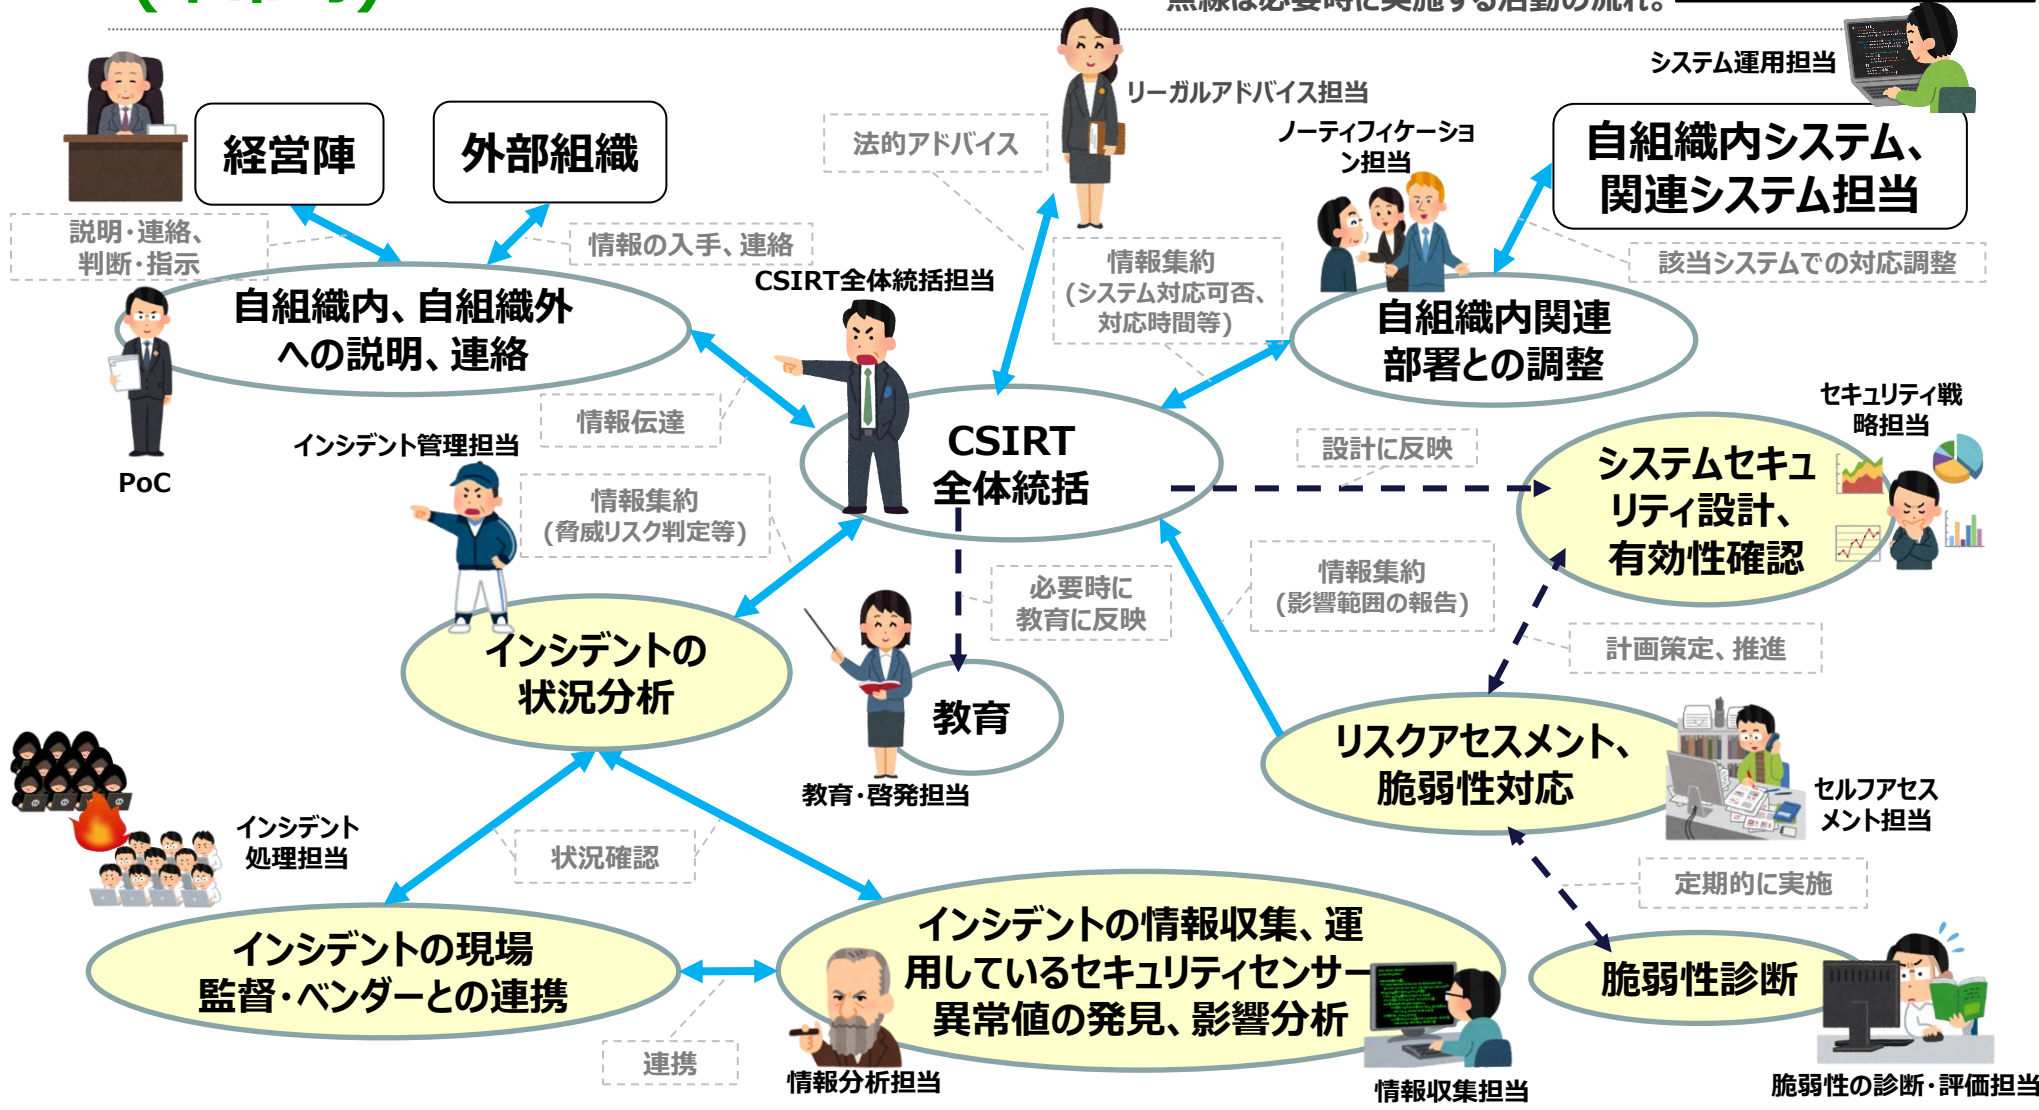 点線は必要時に実施する活動の流れ。
システム運用担当
リーガルアドバイス担当
経営陣
外部組織
法的アドバイス
ノーティフィケーショ
ン担当
自組織内システム、
関連システム担当
説明・連絡、
判断・指示
情報の入手、連絡
CSIRT全体統括担当
情報集約
(システム対応可否、
対応時間等)
該当システムでの対応調整
自組織内、自組織外
への説明、連絡
自組織内関連
部署との調整
PoC
情報伝達
インシデント管理担当
CSIRT
全体統括
設計に反映
セキュリティ戦
略担当
システムセキュ
リティ設計、
有効性確認
情報集約
(脅威リスク判定等)
必要時に
教育に反映
情報集約
(影響範囲の報告)
計画策定、推進
インシデントの
状況分析
教育
教育・啓発担当
リスクアセスメント、
脆弱性対応
セルフアセス
メント担当
インシデント
処理担当
状況確認
定期的に実施
インシデントの現場
監督・ベンダーとの連携
インシデントの情報収集、運
用しているセキュリティセンサー
異常値の発見、影響分析
脆弱性診断
連携
情報分析担当
情報収集担当
脆弱性の診断・評価担当